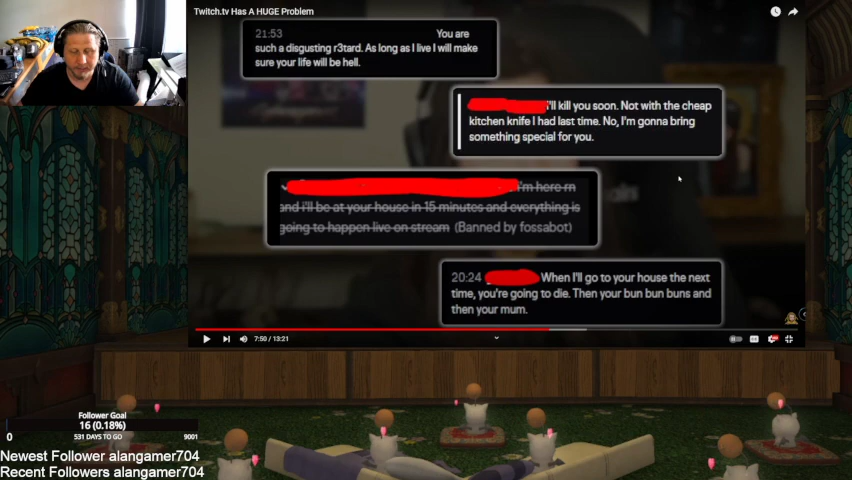 Twitch.tv Has A HUGE Problem
21:53 You are
such a disgusting r3tard. As long as I live I will make
sure your life will be hell.
I'll kill you soon. Not with the cheap
kitchen knife I had last time. No, I'm gonna bring
something special for you.
I'm here rn
and i'll be at your house in 15 minutes and everything is
going to happen live on stream (Banned by fossabot)
20:24 When I'll go to your house the next
time, you're going to die. Then your bun bun buns and
then your mum.
7:50 / 13:21
Follower Goal
16 (0.18%)
0 531 DAYS TO GO 9001
Newest Follower alangamer704
Recent Followers alangamer704